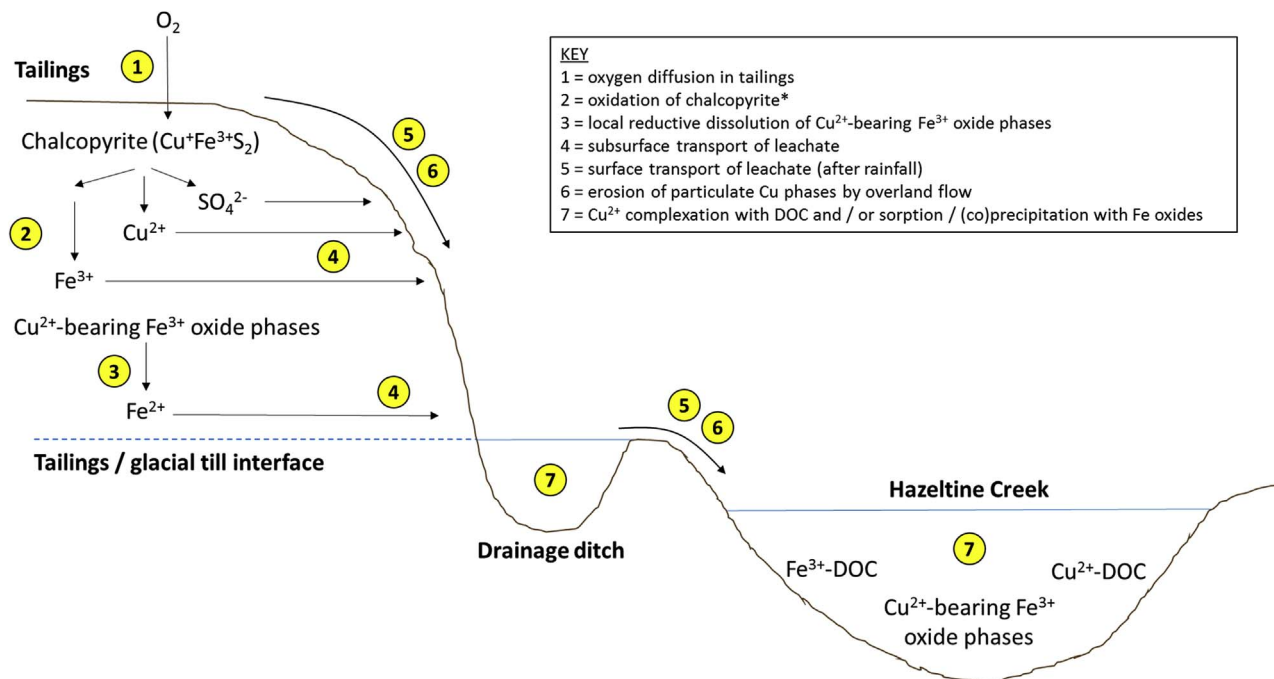 O₂
1
Tailings
Chalcopyrite (Cu⁺Fe³⁺S₂)
SO₄²⁻
2
Cu²⁺
4
Fe³⁺
Cu²⁺-bearing Fe³⁺ oxide phases
3
4
Fe²⁺
Tailings / glacial till interface
5
6
KEY
1 = oxygen diffusion in tailings
2 = oxidation of chalcopyrite*
3 = local reductive dissolution of Cu²⁺-bearing Fe³⁺ oxide phases
4 = subsurface transport of leachate
5 = surface transport of leachate (after rainfall)
6 = erosion of particulate Cu phases by overland flow
7 = Cu²⁺ complexation with DOC and / or sorption / (co)precipitation with Fe oxides
5
6
7
Drainage ditch
Hazeltine Creek
7
Fe³⁺-DOC
Cu²⁺-DOC
Cu²⁺-bearing Fe³⁺
oxide phases